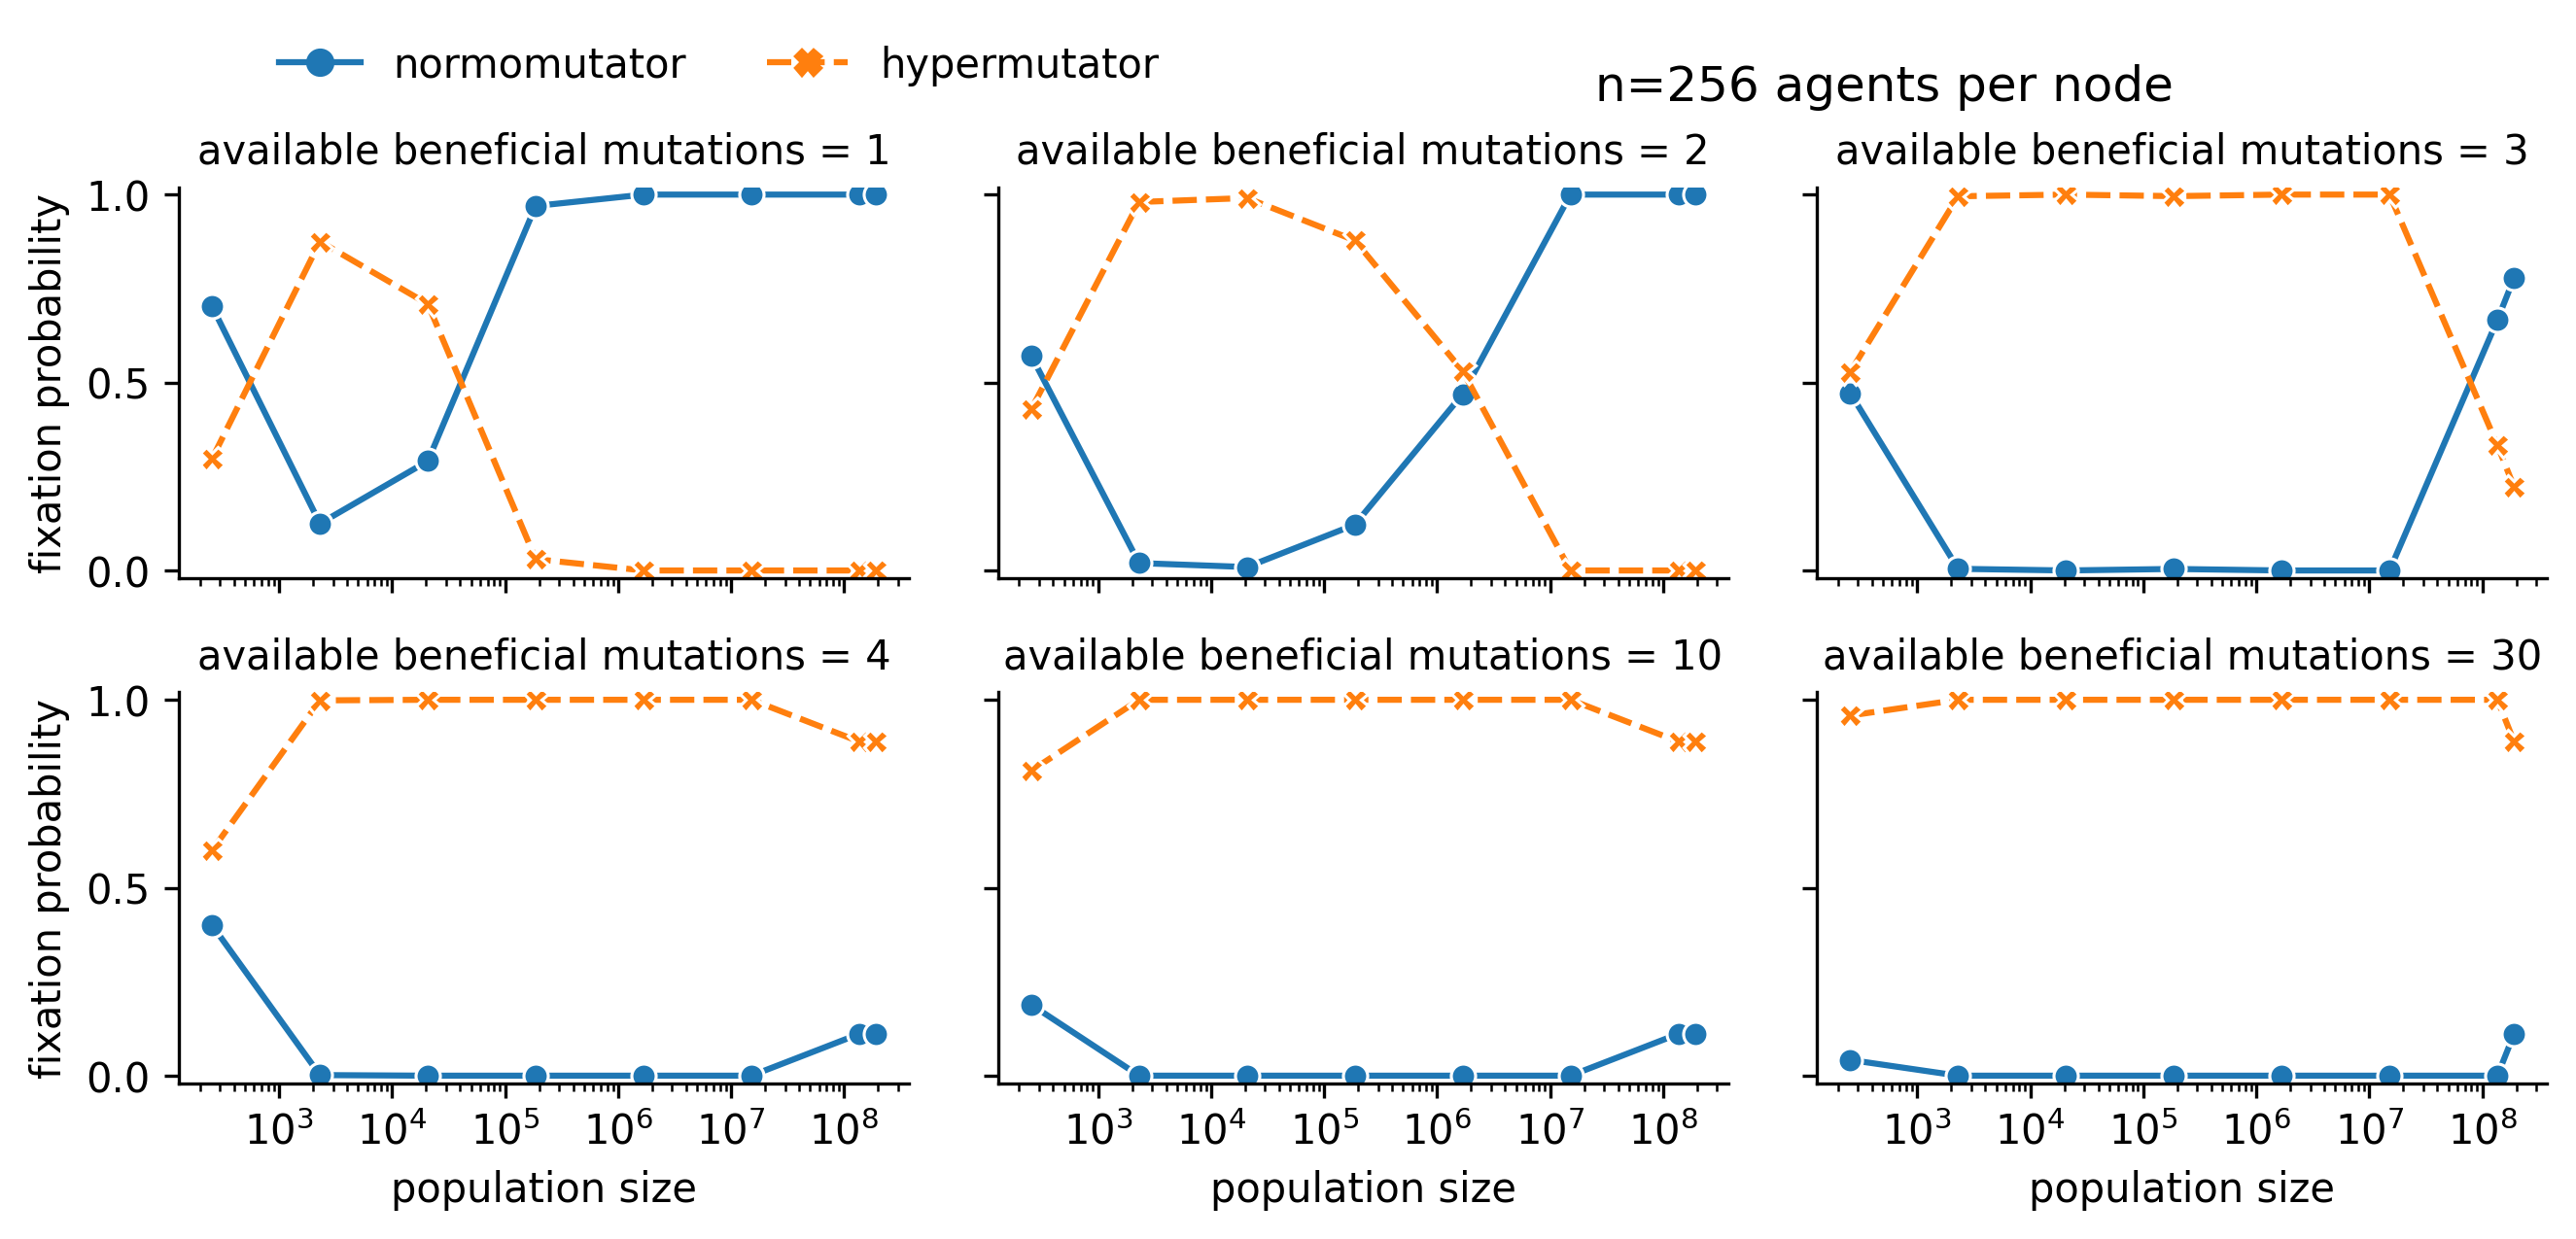 normomutator hypermutator
n=256 agents per node
available beneficial mutations = 1
available beneficial mutations = 2
available beneficial mutations = 3
fixation probability
1.0
0.5
0.0
available beneficial mutations = 4
available beneficial mutations = 10
available beneficial mutations = 30
fixation probability
1.0
0.5
0.0
10³ 10⁴ 10⁵ 10⁶ 10⁷ 10⁸
10³ 10⁴ 10⁵ 10⁶ 10⁷ 10⁸
10³ 10⁴ 10⁵ 10⁶ 10⁷ 10⁸
population size
population size
population size